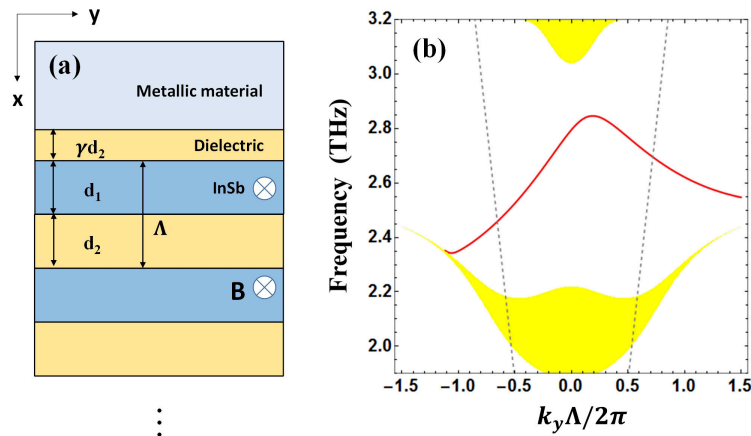 y
x
(a)
Metallic material
γd₂
Dielectric
d₁
InSb
Λ
d₂
B
⋮
(b)
Frequency (THz)
3.2
3.0
2.8
2.6
2.4
2.2
2.0
−1.5 −1.0 −0.5 0.0 0.5 1.0 1.5
k_yΛ/2π